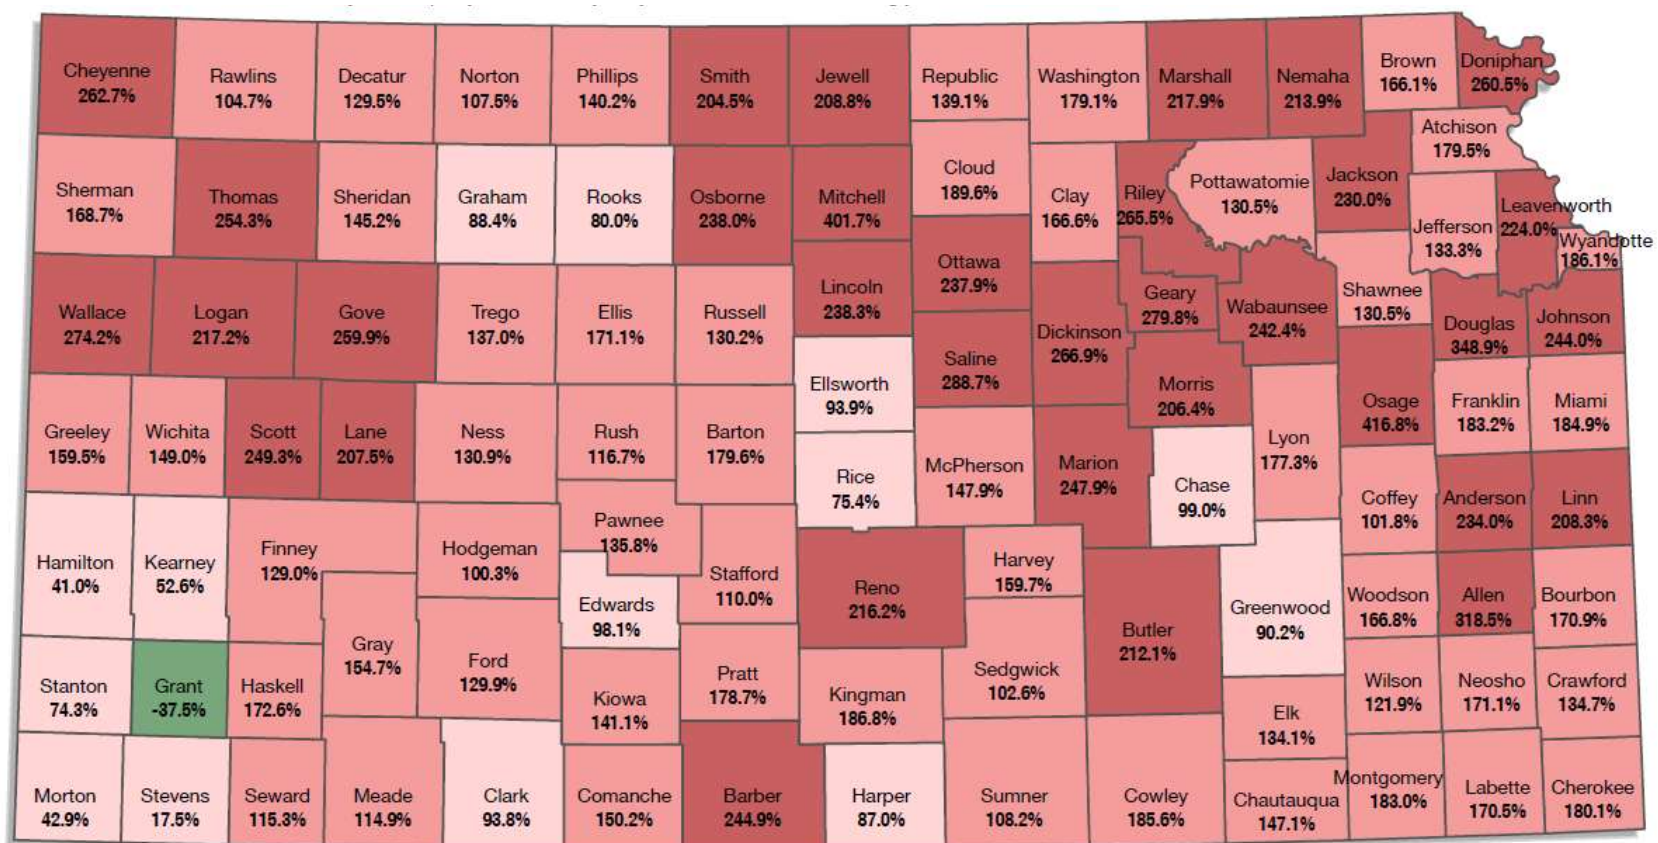 Cheyenne
262.7%
Rawlins
104.7%
Decatur
129.5%
Norton
107.5%
Phillips
140.2%
Smith
204.5%
Jewell
208.8%
Republic
139.1%
Washington
179.1%
Marshall
217.9%
Nemaha
213.9%
Brown
166.1%
Doniphan
260.5%
Atchison
179.5%
Sherman
168.7%
Thomas
254.3%
Sheridan
145.2%
Graham
88.4%
Rooks
80.0%
Osborne
238.0%
Mitchell
401.7%
Cloud
189.6%
Clay
166.6%
Riley
265.5%
Pottawatomie
130.5%
Jackson
230.0%
Jefferson
133.3%
Leavenworth
224.0%
Wyandotte
186.1%
Wallace
274.2%
Logan
217.2%
Gove
259.9%
Trego
137.0%
Ellis
171.1%
Russell
130.2%
Lincoln
238.3%
Ottawa
237.9%
Dickinson
266.9%
Geary
279.8%
Wabaunsee
242.4%
Shawnee
130.5%
Douglas
348.9%
Johnson
244.0%
Ellsworth
93.9%
Saline
288.7%
Morris
206.4%
Osage
416.8%
Franklin
183.2%
Miami
184.9%
Greeley
159.5%
Wichita
149.0%
Scott
249.3%
Lane
207.5%
Ness
130.9%
Rush
116.7%
Barton
179.6%
Rice
75.4%
McPherson
147.9%
Marion
247.9%
Chase
99.0%
Lyon
177.3%
Coffey
101.8%
Anderson
234.0%
Linn
208.3%
Hamilton
41.0%
Kearney
52.6%
Finney
129.0%
Hodgeman
100.3%
Pawnee
135.8%
Edwards
98.1%
Stafford
110.0%
Reno
216.2%
Harvey
159.7%
Butler
212.1%
Greenwood
90.2%
Woodson
166.8%
Allen
318.5%
Bourbon
170.9%
Stanton
74.3%
Grant
-37.5%
Haskell
172.6%
Gray
154.7%
Ford
129.9%
Kiowa
141.1%
Pratt
178.7%
Kingman
186.8%
Sedgwick
102.6%
Elk
134.1%
Wilson
121.9%
Neosho
171.1%
Crawford
134.7%
Morton
42.9%
Stevens
17.5%
Seward
115.3%
Meade
114.9%
Clark
93.8%
Comanche
150.2%
Barber
244.9%
Harper
87.0%
Sumner
108.2%
Cowley
185.6%
Chautauqua
147.1%
Montgomery
183.0%
Labette
170.5%
Cherokee
180.1%